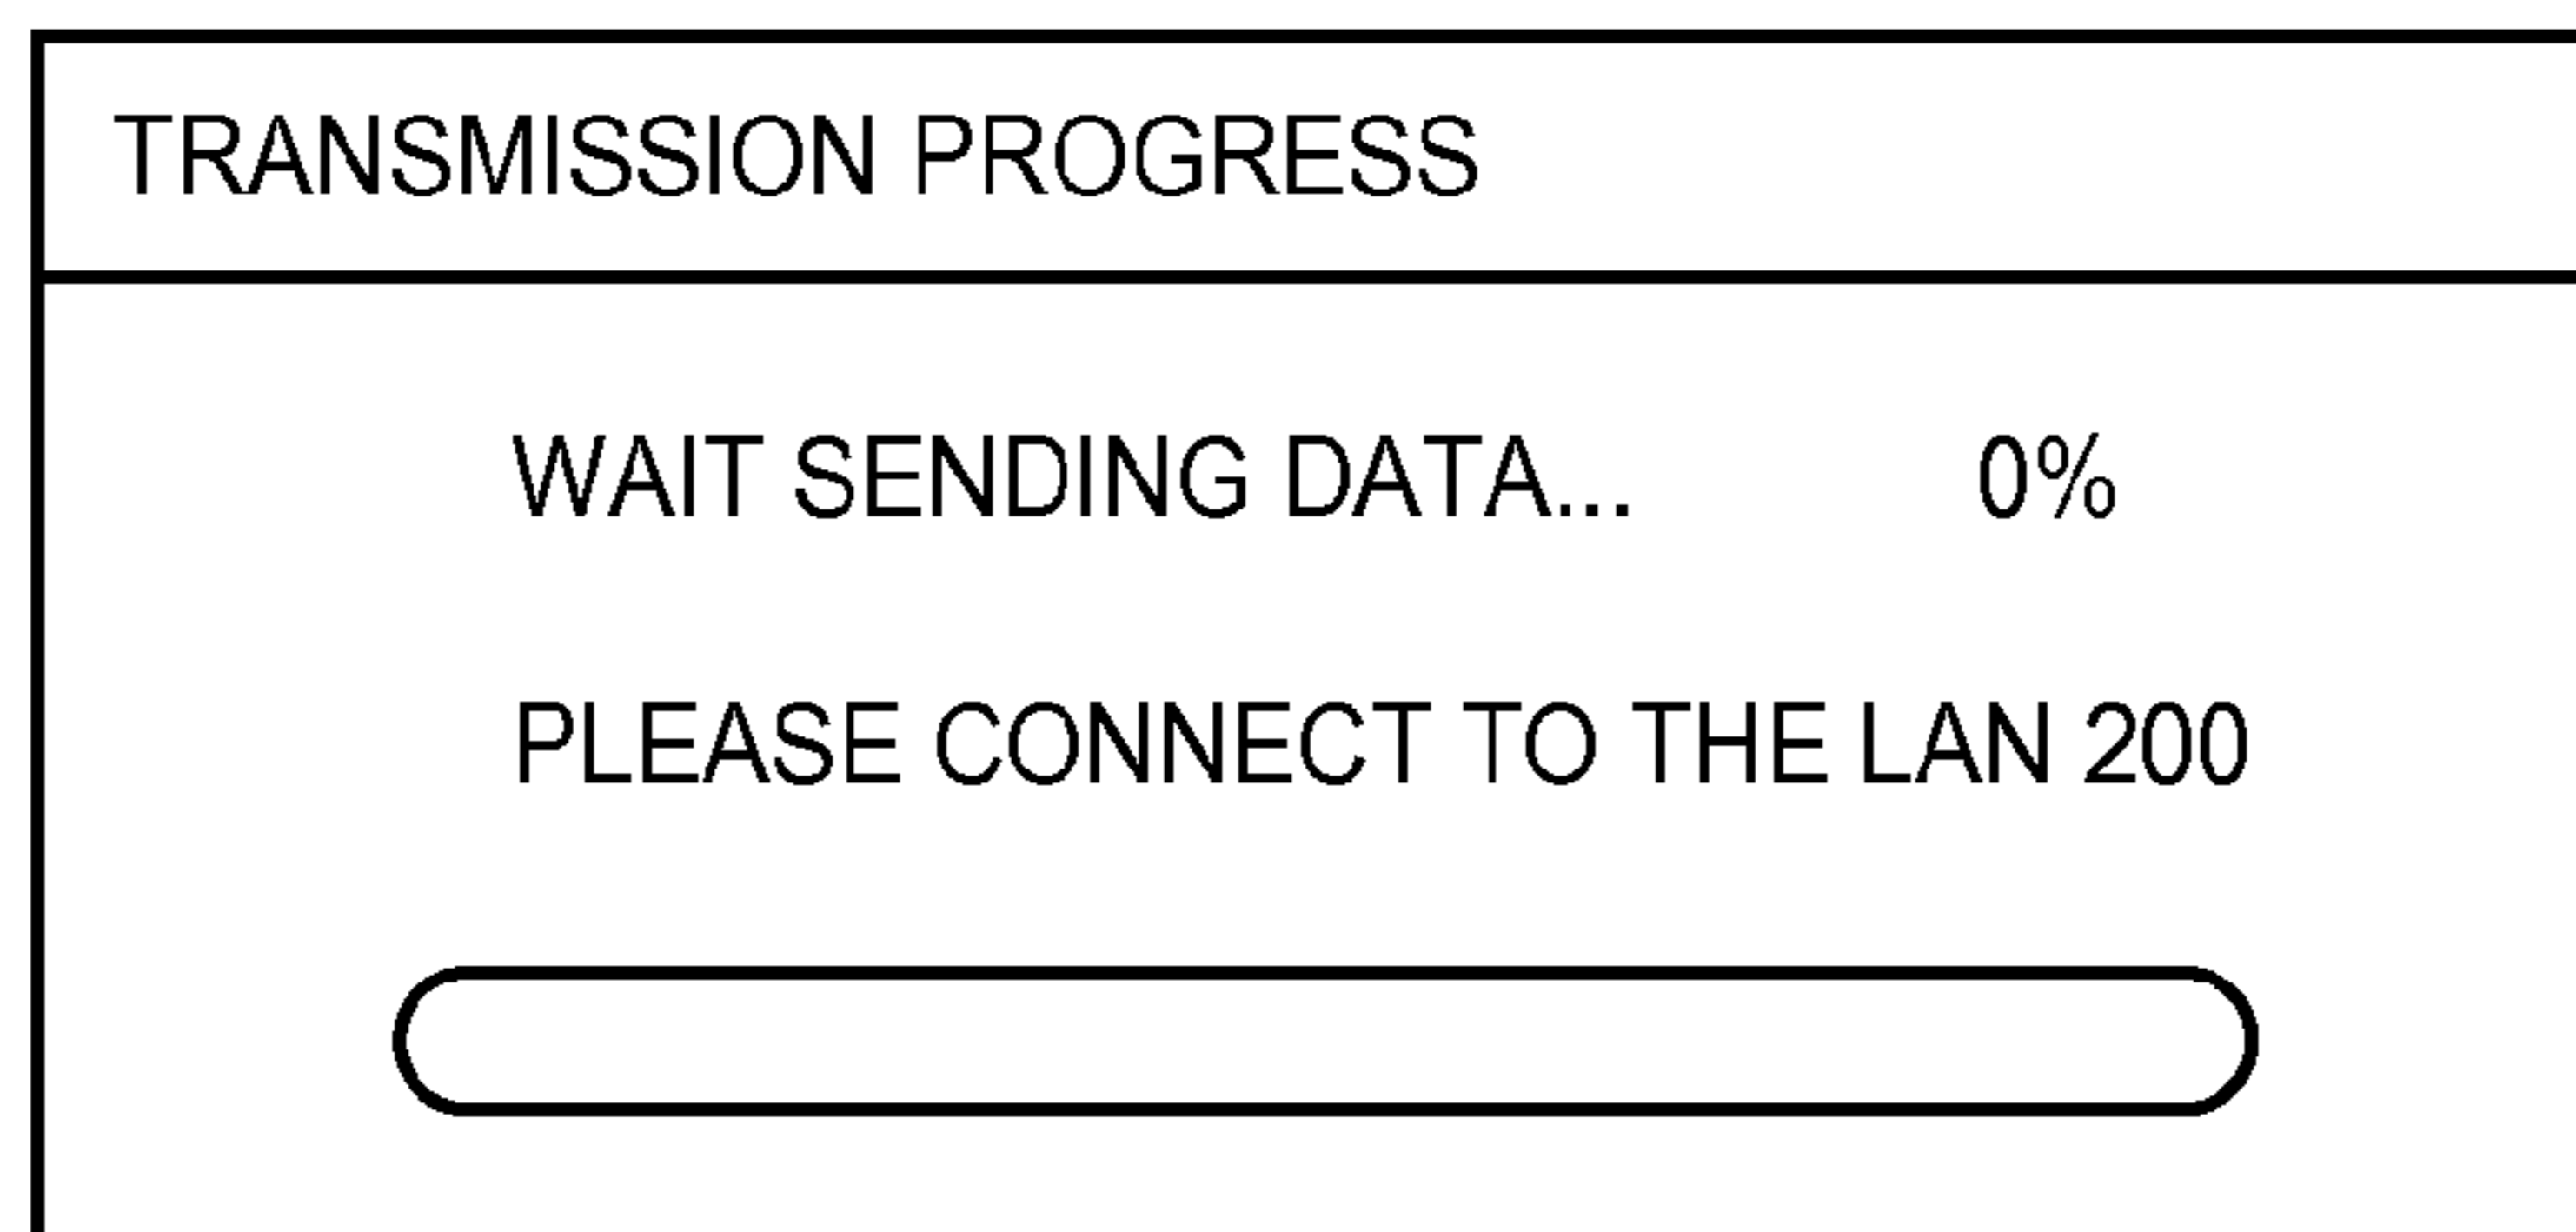 TRANSMISSION PROGRESS
WAIT SENDING DATA... 0%
PLEASE CONNECT TO THE LAN 200